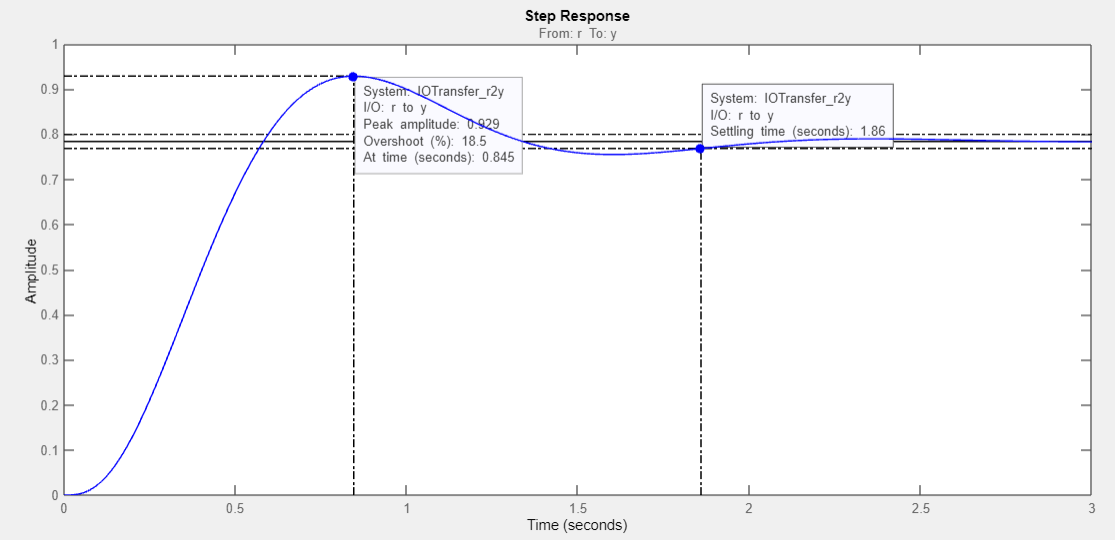 Step Response
From: r To: y
1
0.9
0.8
0.7
0.6
0.5
0.4
0.3
0.2
0.1
0
Amplitude
System: IOTransfer_r2y
I/O: r to y
Peak amplitude: 0.929
Overshoot (%): 18.5
At time (seconds): 0.845
System: IOTransfer_r2y
I/O: r to y
Settling time (seconds): 1.86
0
0.5
1
1.5
2
2.5
3
Time (seconds)